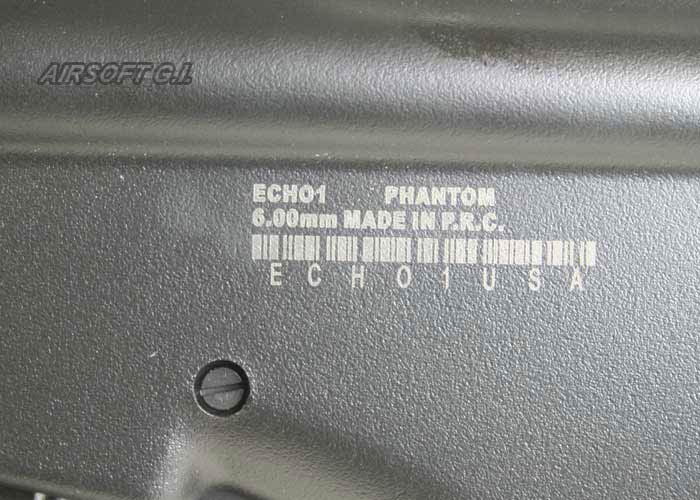 AIRSOFT G.I.
ECHO1 PHANTOM
6.00mm MADE IN P.R.C.
ECHO1USA